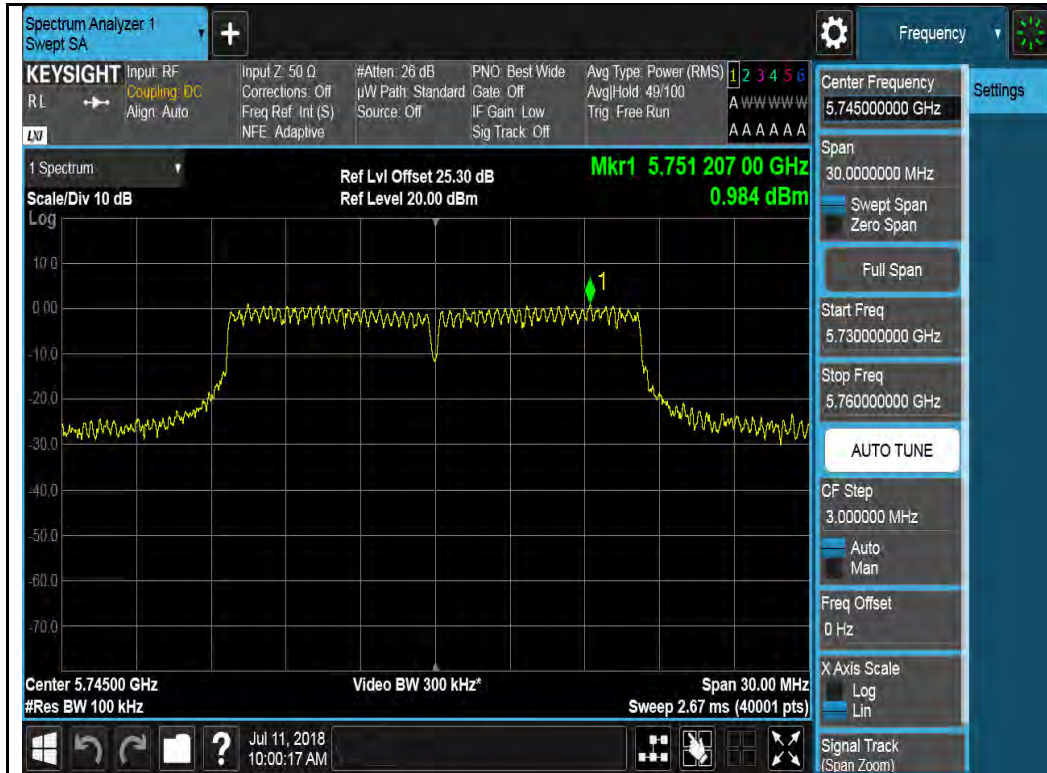 Spectrum Analyzer 1
Swept SA
+
Frequency
KEYSIGHT
RL
LXI
Input: RF
Coupling: DC
Align: Auto
Input Z: 50 Ω
Corrections: Off
Freq Ref: Int (S)
NFE: Adaptive
#Atten: 26 dB
µW Path: Standard
Source: Off
PNO: Best Wide
Gate: Off
IF Gain: Low
Sig Track: Off
Avg Type: Power (RMS)
Avg|Hold: 49/100
Trig: Free Run
1 2 3 4 5 6
A W W W W W
A A A A A A
1 Spectrum
Scale/Div 10 dB
Ref Lvl Offset 25.30 dB
Ref Level 20.00 dBm
Mkr1 5.751 207 00 GHz
0.984 dBm
Log
10.0
0.00
-10.0
-20.0
-30.0
-40.0
-50.0
-60.0
-70.0
1
Center 5.74500 GHz
#Res BW 100 kHz
Video BW 300 kHz*
Span 30.00 MHz
Sweep 2.67 ms (40001 pts)
?
Jul 11, 2018
10:00:17 AM
Center Frequency
5.745000000 GHz
Settings
Span
30.0000000 MHz
Swept Span
Zero Span
Full Span
Start Freq
5.730000000 GHz
Stop Freq
5.760000000 GHz
AUTO TUNE
CF Step
3.000000 MHz
Auto
Man
Freq Offset
0 Hz
X Axis Scale
Log
Lin
Signal Track
(Span Zoom)